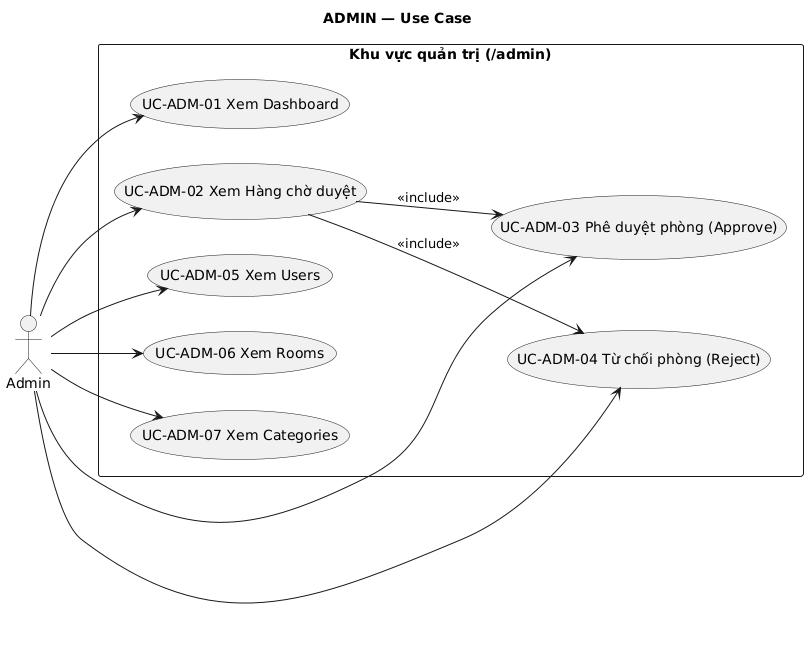 ADMIN — Use Case
Khu vực quản trị (/admin)
UC-ADM-01 Xem Dashboard
UC-ADM-02 Xem Hàng chờ duyệt
«include»
UC-ADM-03 Phê duyệt phòng (Approve)
«include»
UC-ADM-05 Xem Users
UC-ADM-06 Xem Rooms
UC-ADM-04 Từ chối phòng (Reject)
Admin
UC-ADM-07 Xem Categories